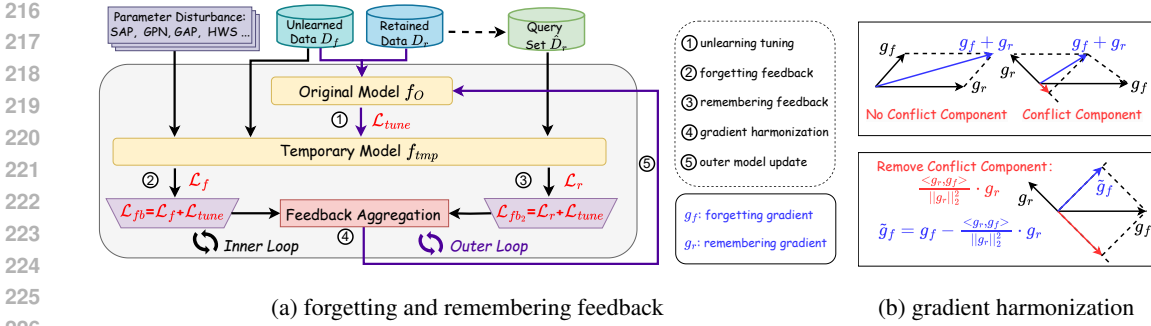 216
217
218
219
220
221
222
223
224
225
226
Parameter Disturbance:
SAP, GPN, GAP, HWS ...
Unlearned
Data D_f
Retained
Data D_r
Query
Set D̂_r
Original Model f_O
① L_tune
Temporary Model f_tmp
② L_f
③ L_r
⑤
L_fb=L_f+L_tune
Feedback Aggregation
L_fb₂=L_r+L_tune
④
Inner Loop
Outer Loop
① unlearning tuning
② forgetting feedback
③ remembering feedback
④ gradient harmonization
⑤ outer model update
g_f: forgetting gradient
g_r: remembering gradient
g_f
g_f + g_r
g_r
No Conflict Component
g_f + g_r
g_r
g_f
Conflict Component
Remove Conflict Component:
<g_r,g_f>/||g_r||₂² · g_r
g̃_f = g_f − <g_r,g_f>/||g_r||₂² · g_r
g_r
g̃_f
g_f
(a) forgetting and remembering feedback
(b) gradient harmonization